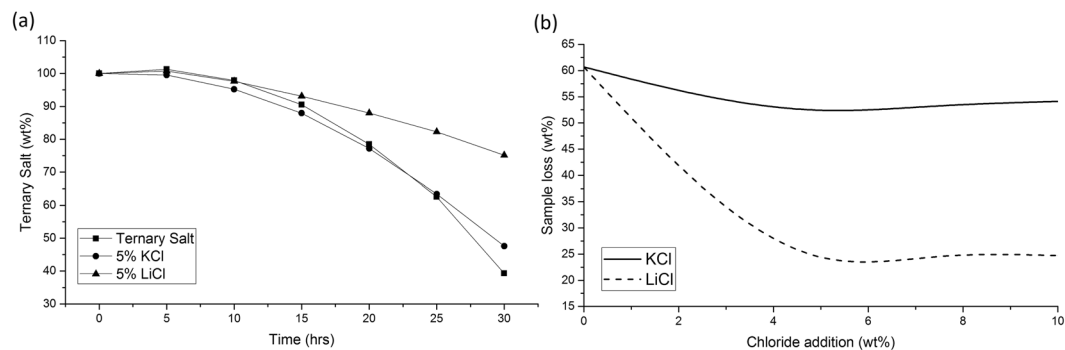 (a)
110
100
90
80
70
60
50
40
30
Ternary Salt (wt%)
Ternary Salt
5% KCl
5% LiCl
0 5 10 15 20 25 30
Time (hrs)
(b)
65
60
55
50
45
40
35
30
25
20
15
Sample loss (wt%)
KCl
LiCl
0 2 4 6 8 10
Chloride addition (wt%)